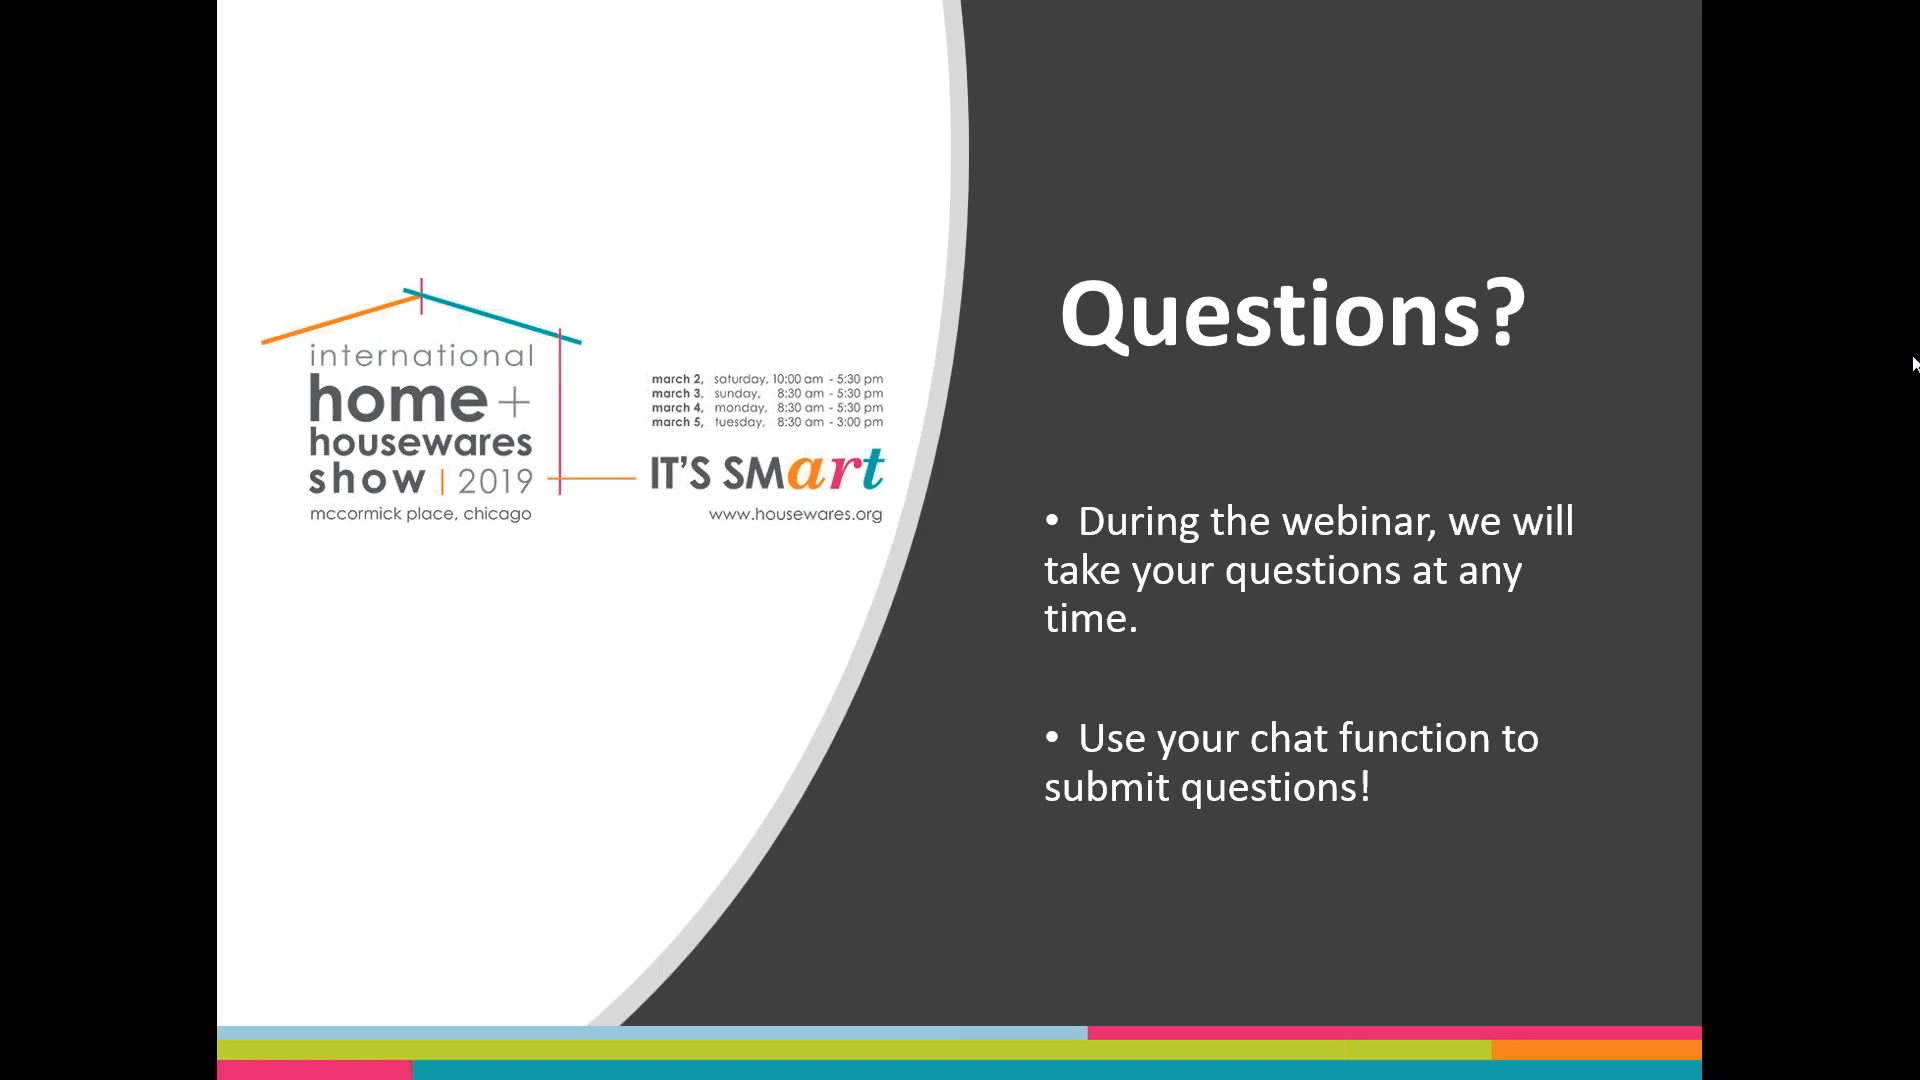 international
home+
housewares
show | 2019
mccormick place, chicago
march 2, saturday, 10:00 am - 5:30 pm
march 3, sunday, 8:30 am - 5:30 pm
march 4, monday, 8:30 am - 5:30 pm
march 5, tuesday, 8:30 am - 3:00 pm
IT'S SMart
www.housewares.org
Questions?
• During the webinar, we will
take your questions at any
time.
• Use your chat function to
submit questions!